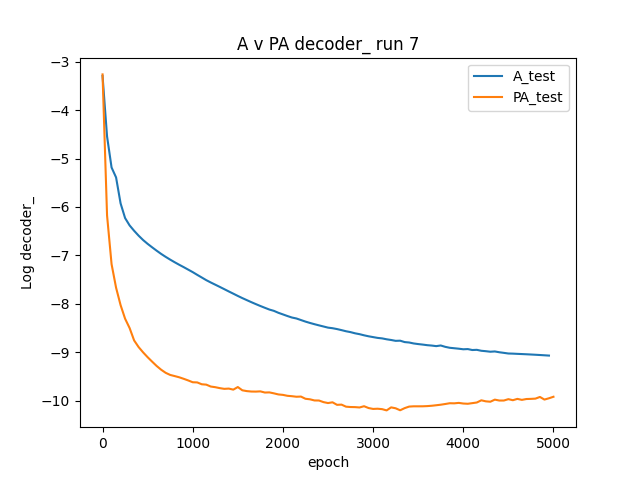 A v PA decoder_ run 7
A_test
PA_test
Log decoder_
−3
−4
−5
−6
−7
−8
−9
−10
0 1000 2000 3000 4000 5000
epoch